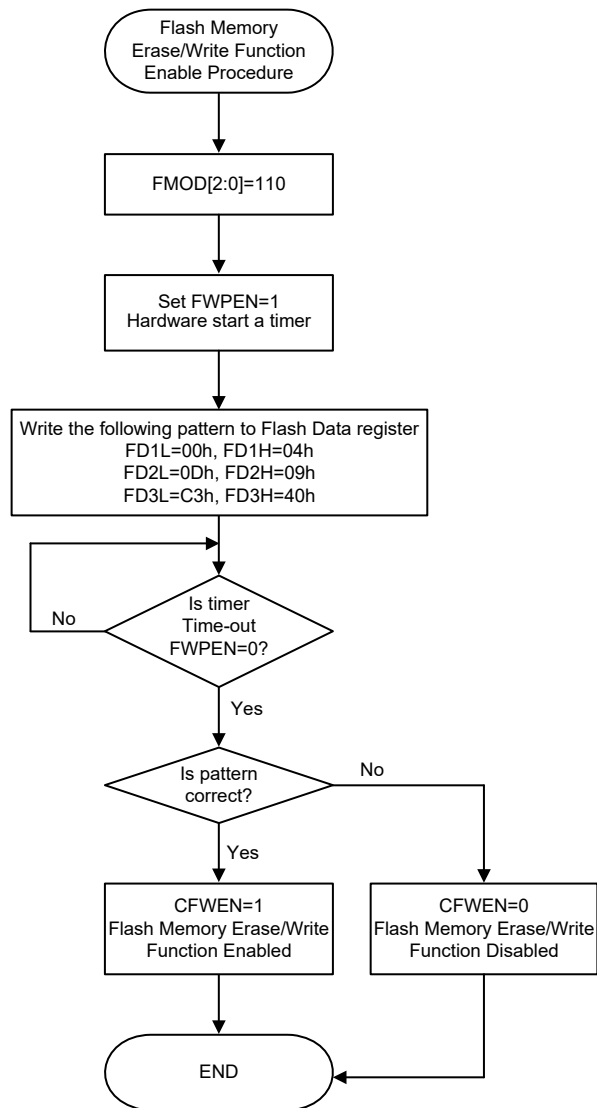 Flash Memory
Erase/Write Function
Enable Procedure
FMOD[2:0]=110
Set FWPEN=1
Hardware start a timer
Write the following pattern to Flash Data register
FD1L=00h, FD1H=04h
FD2L=0Dh, FD2H=09h
FD3L=C3h, FD3H=40h
Is timer
Time-out
FWPEN=0?
No
Yes
Is pattern
correct?
No
Yes
CFWEN=1
Flash Memory Erase/Write
Function Enabled
CFWEN=0
Flash Memory Erase/Write
Function Disabled
END